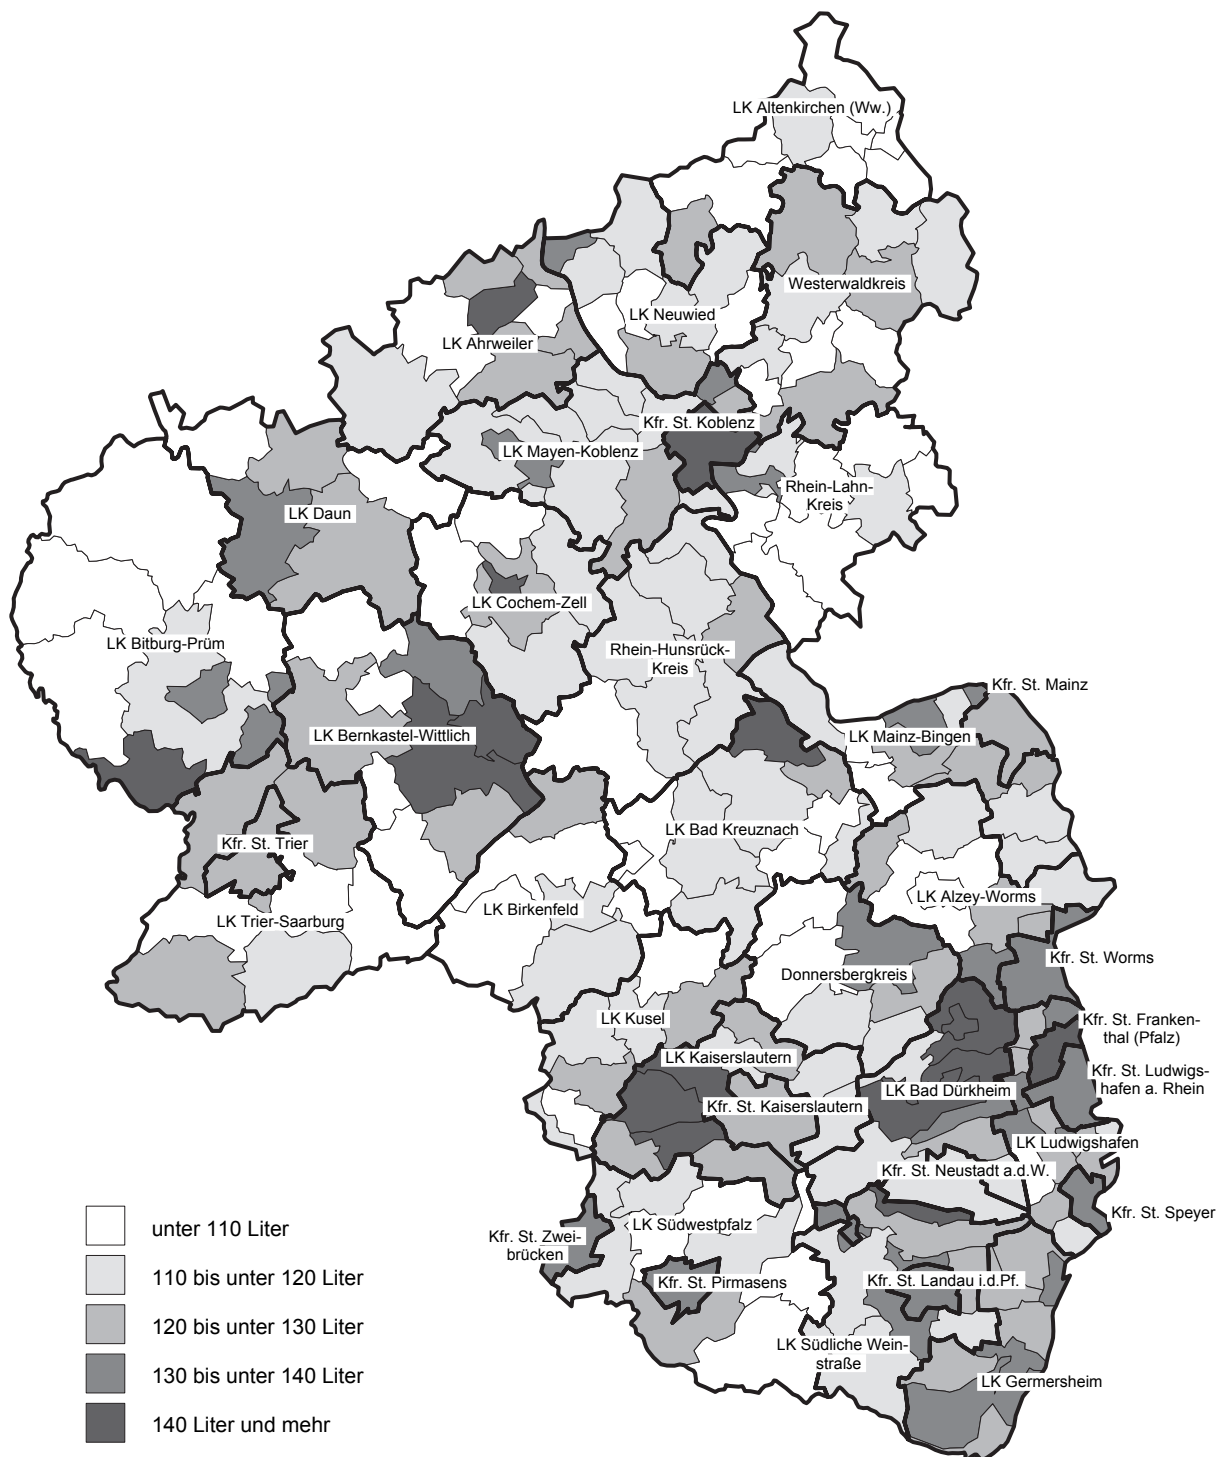 LK Altenkirchen (Ww.)
Westerwaldkreis
LK Neuwied
LK Ahrweiler
Kfr. St. Koblenz
LK Mayen-Koblenz
Rhein-Lahn-
Kreis
LK Daun
LK Cochem-Zell
LK Bitburg-Prüm
Rhein-Hunsrück-
Kreis
Kfr. St. Mainz
LK Bernkastel-Wittlich
LK Mainz-Bingen
LK Bad Kreuznach
Kfr. St. Trier
LK Alzey-Worms
LK Birkenfeld
LK Trier-Saarburg
Kfr. St. Worms
Donnersbergkreis
LK Kusel
Kfr. St. Franken-
thal (Pfalz)
LK Kaiserslautern
Kfr. St. Ludwigs-
hafen a. Rhein
LK Bad Dürkheim
Kfr. St. Kaiserslautern
LK Ludwigshafen
Kfr. St. Neustadt a.d.W.
Kfr. St. Speyer
LK Südwestpfalz
Kfr. St. Zwei-
brücken
Kfr. St. Pirmasens
Kfr. St. Landau i.d.Pf.
LK Südliche Wein-
straße
LK Germersheim
unter 110 Liter
110 bis unter 120 Liter
120 bis unter 130 Liter
130 bis unter 140 Liter
140 Liter und mehr